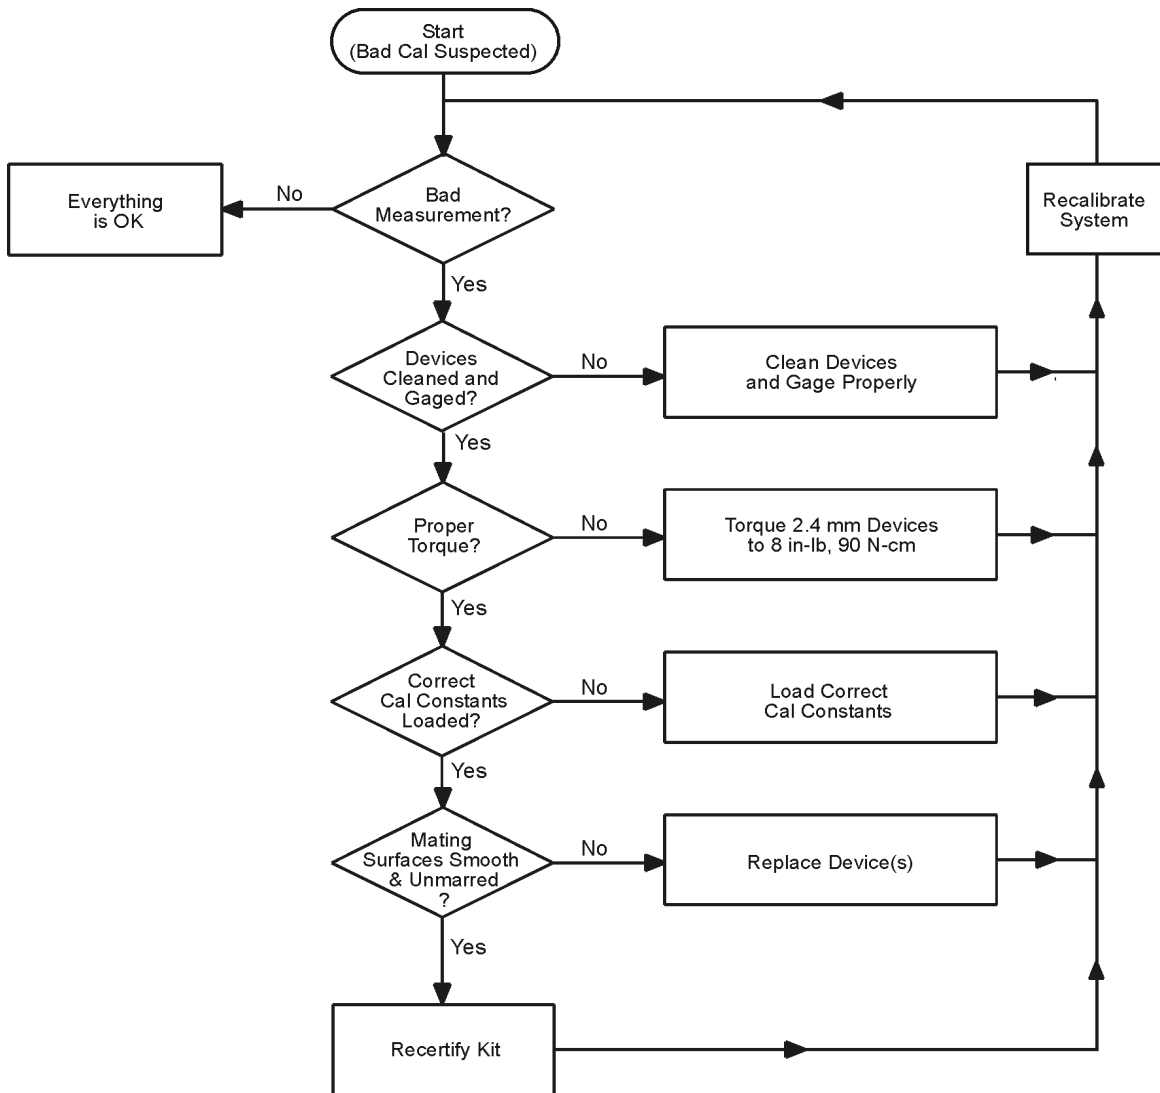 Start
(Bad Cal Suspected)
Bad
Measurement?
No
Everything
is OK
Recalibrate
System
Yes
Devices
Cleaned and
Gaged?
No
Clean Devices
and Gage Properly
Yes
Proper
Torque?
No
Torque 2.4 mm Devices
to 8 in-lb, 90 N-cm
Yes
Correct
Cal Constants
Loaded?
No
Load Correct
Cal Constants
Yes
Mating
Surfaces Smooth
& Unmarred
?
No
Replace Device(s)
Yes
Recertify Kit